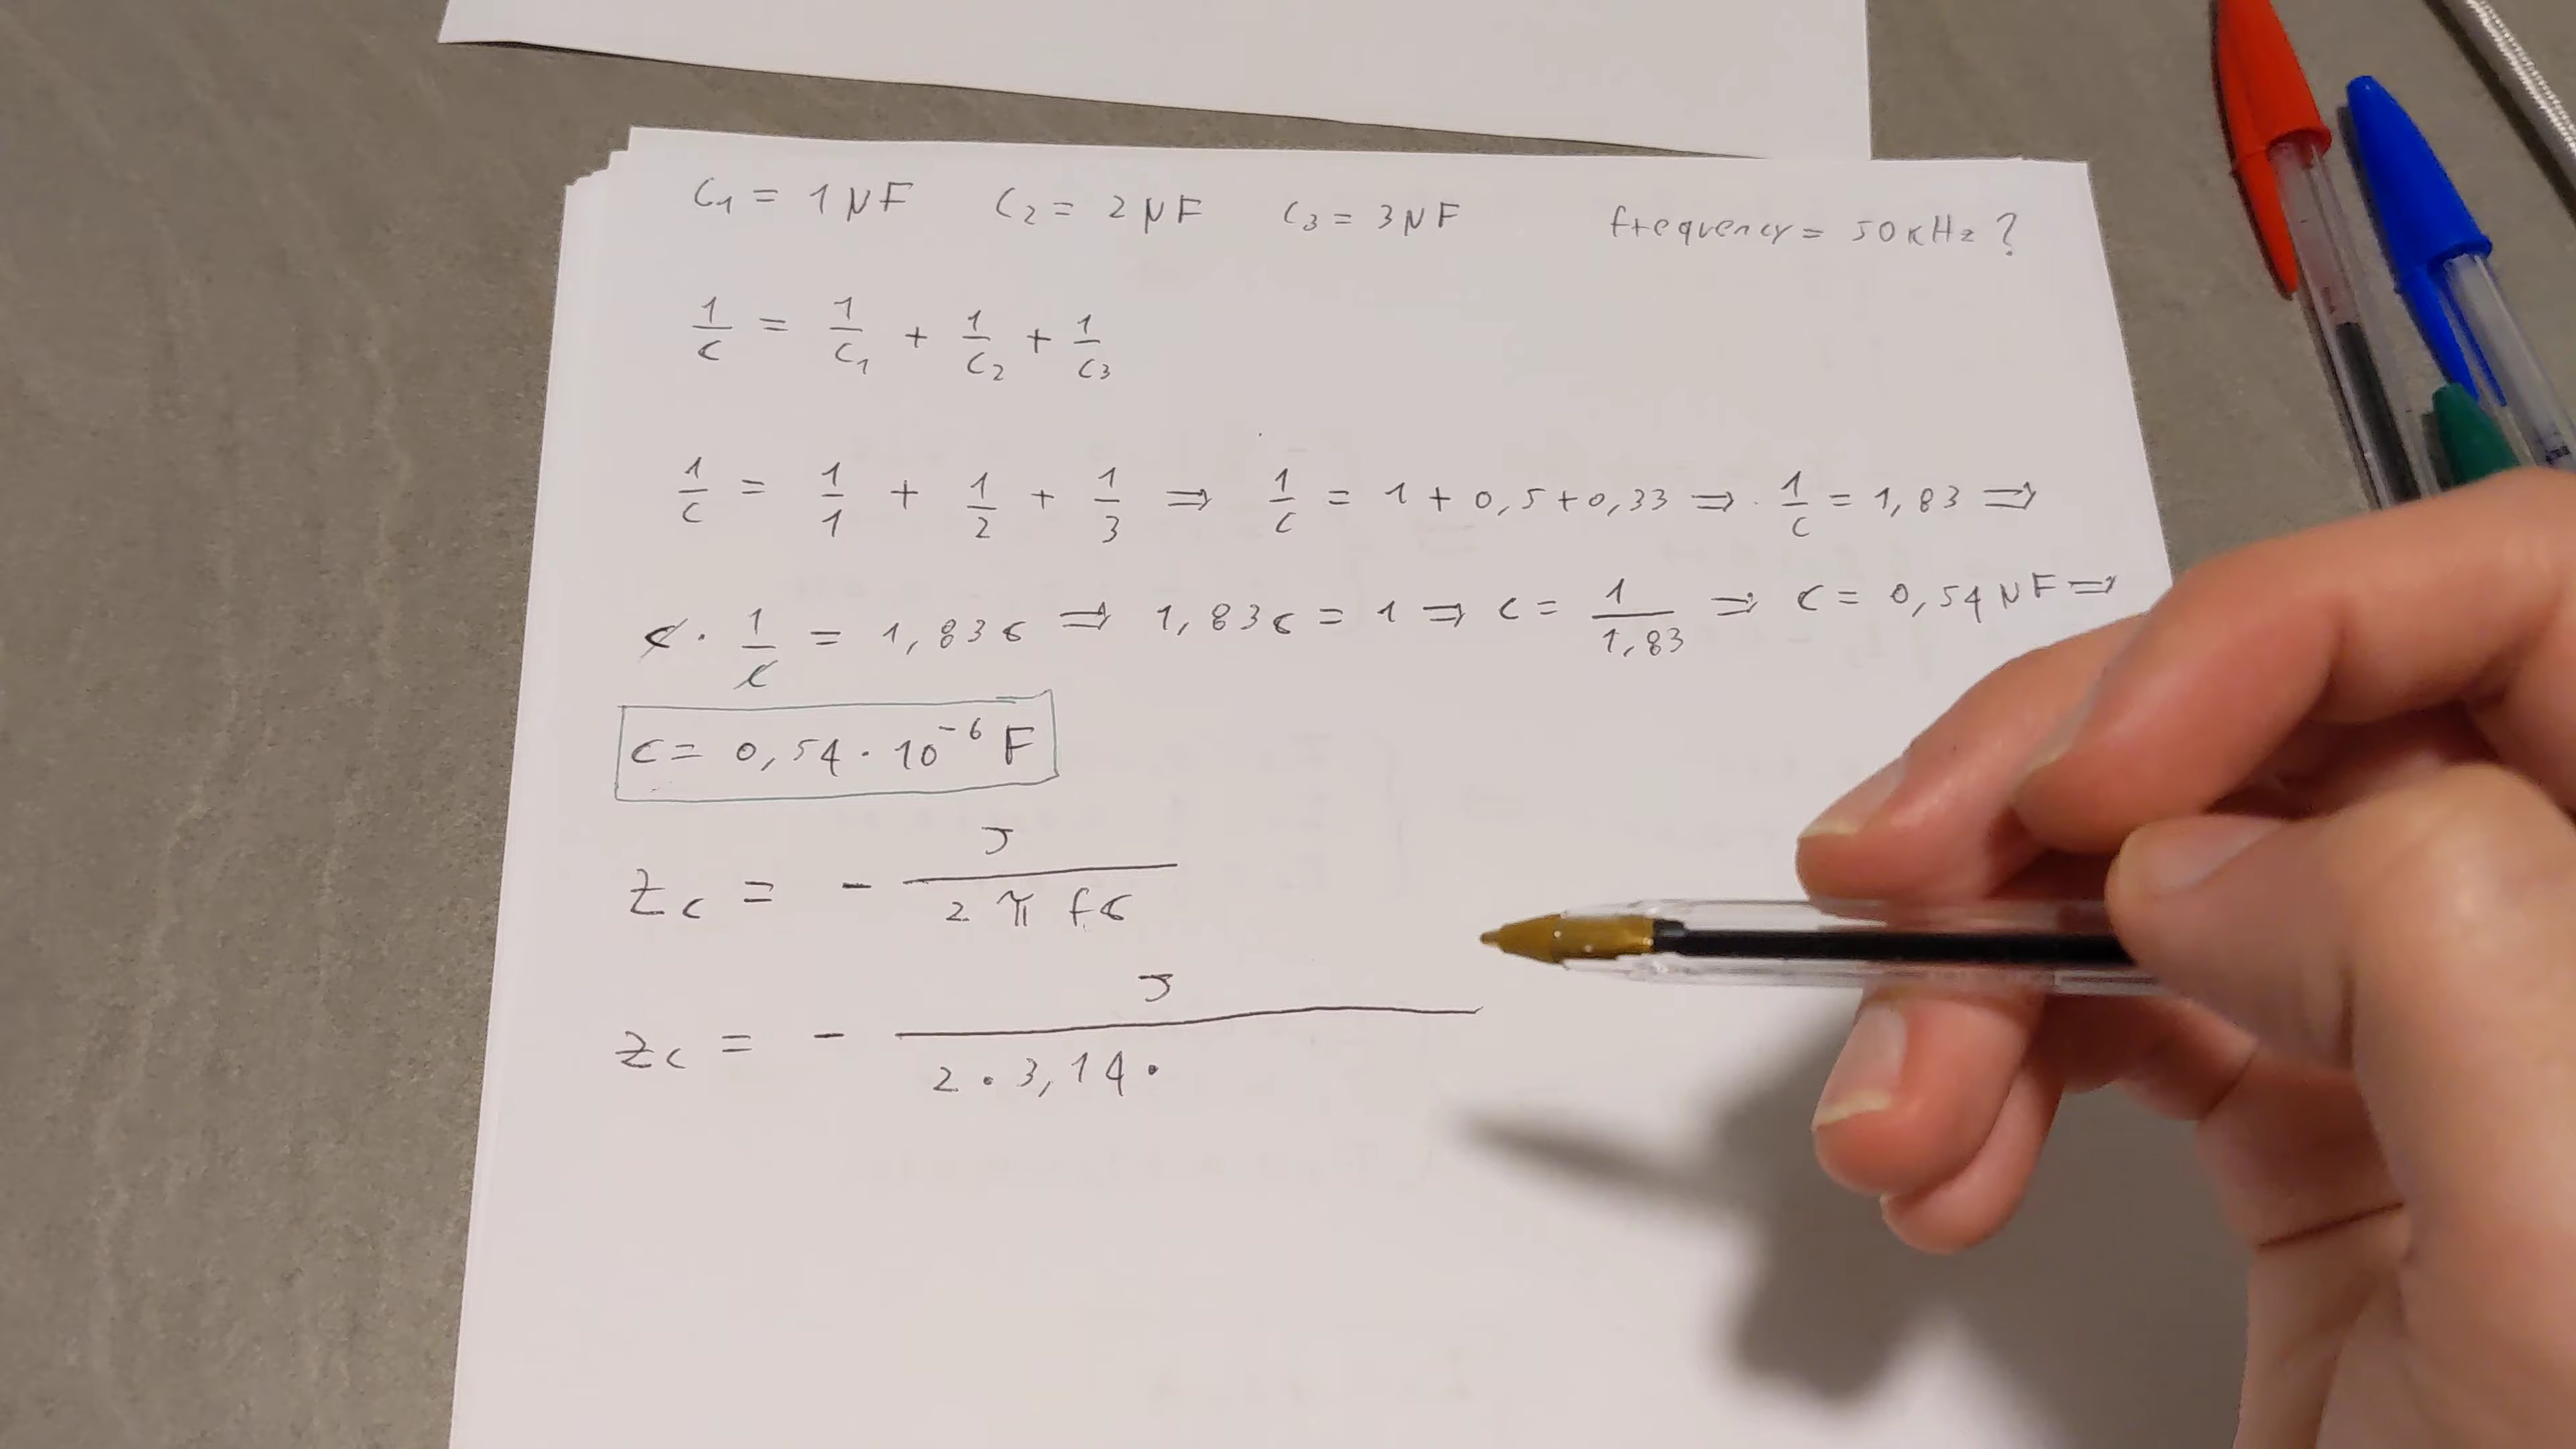 C₁ = 1 μF C₂ = 2 μF C₃ = 3 μF frequency = 50 kHz ?
1/C = 1/C₁ + 1/C₂ + 1/C₃
1/C = 1/1 + 1/2 + 1/3 ⇒ 1/C = 1 + 0,5 + 0,33 ⇒ 1/C = 1,83 ⇒
C · 1/C = 1,83C ⇒ 1,83C = 1 ⇒ C = 1/1,83 ⇒ C = 0,54 μF ⇒
C = 0,54 · 10⁻⁶ F
Zc = - J/2πfC
Zc = - J/2 · 3,14 ·